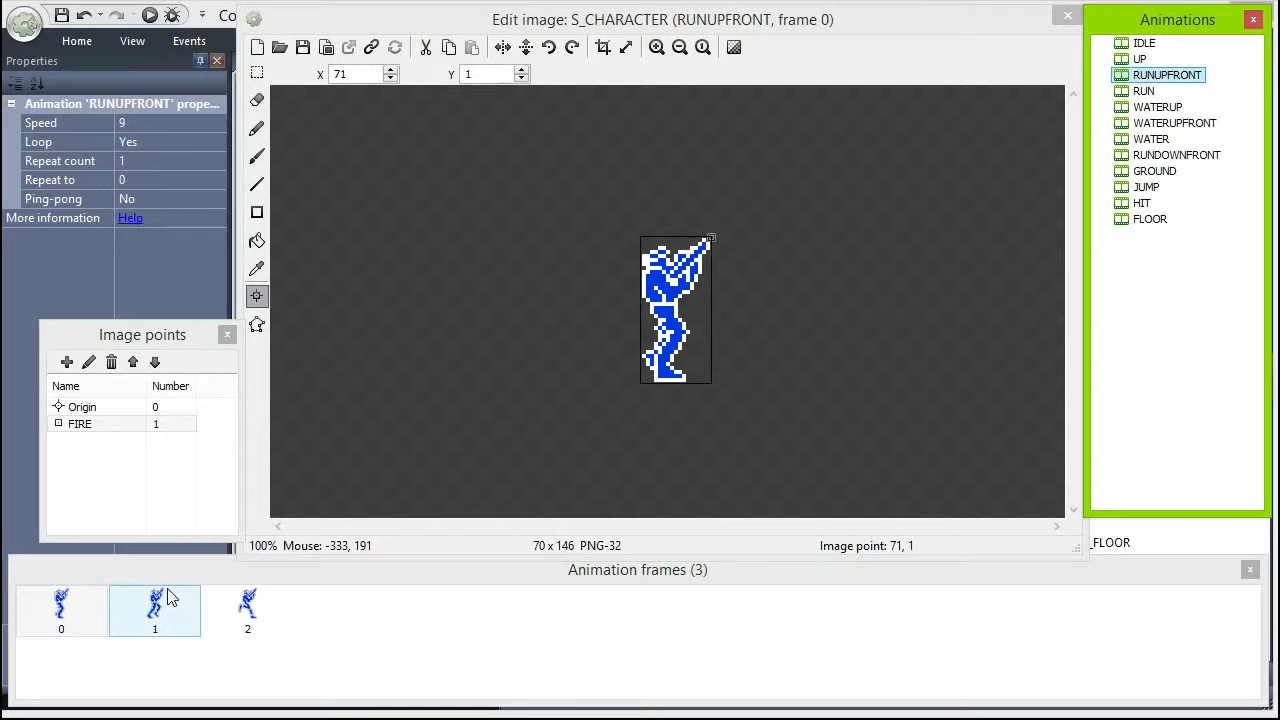 Co
Edit image: S_CHARACTER (RUNUPFRONT, frame 0)
Animations
Home View Events
Properties
X 71 Y 1
Animation 'RUNUPFRONT' prope...
Speed 9
Loop Yes
Repeat count 1
Repeat to 0
Ping-pong No
More information Help
IDLE
UP
RUNUPFRONT
RUN
WATERUP
WATERUPFRONT
WATER
RUNDOWNFRONT
GROUND
JUMP
HIT
FLOOR
Image points
Name Number
Origin 0
FIRE 1
100% Mouse: -333, 191 70 x 146 PNG-32 Image point: 71, 1
_FLOOR
Animation frames (3)
0 1 2